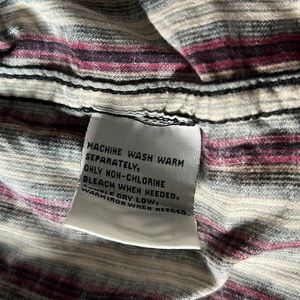 MACHINE WASH WARM
SEPARATELY,
ONLY NON-CHLORINE
BLEACH WHEN NEEDED,
TUMBLE DRY LOW,
WARM IRON WHEN NEEDED.